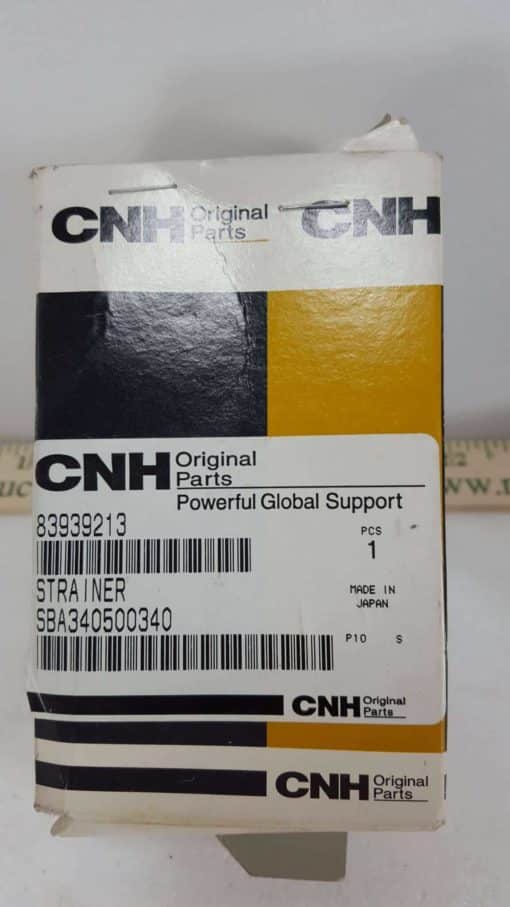 CNH Original Parts CNH
CNH Original Parts
Powerful Global Support
83939213
PCS
1
STRAINER
MADE IN
JAPAN
SBA340500340
P10 S
CNH Original Parts
CNH Original Parts